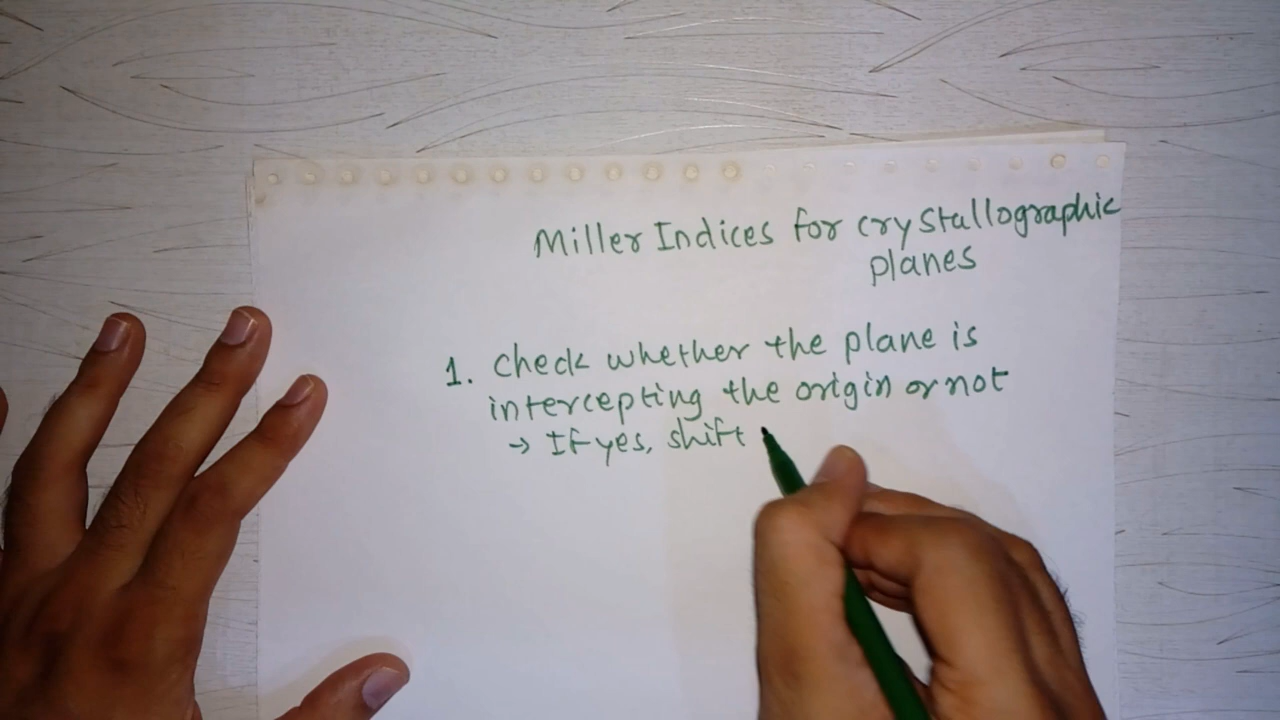 Miller Indices for crystallographic
planes
1. Check whether the plane is
intercepting the origin or not
→ If yes, shift